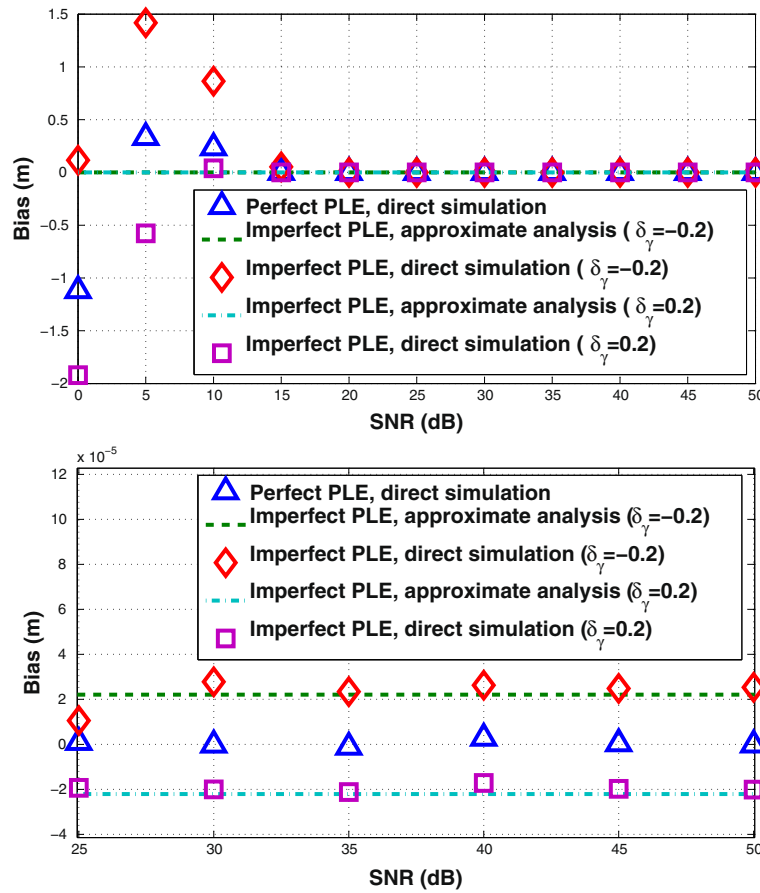 1.5
1
0.5
0
−0.5
−1
−1.5
−2
Bias (m)
Perfect PLE, direct simulation
Imperfect PLE, approximate analysis ( δγ=−0.2)
Imperfect PLE, direct simulation ( δγ=−0.2)
Imperfect PLE, approximate analysis ( δγ=0.2)
Imperfect PLE, direct simulation ( δγ=0.2)
0 5 10 15 20 25 30 35 40 45 50
SNR (dB)
x 10⁻⁵
12
10
8
6
4
2
0
−2
−4
Bias (m)
Perfect PLE, direct simulation
Imperfect PLE, approximate analysis (δγ=−0.2)
Imperfect PLE, direct simulation (δγ=−0.2)
Imperfect PLE, approximate analysis (δγ=0.2)
Imperfect PLE, direct simulation (δγ=0.2)
25 30 35 40 45 50
SNR (dB)